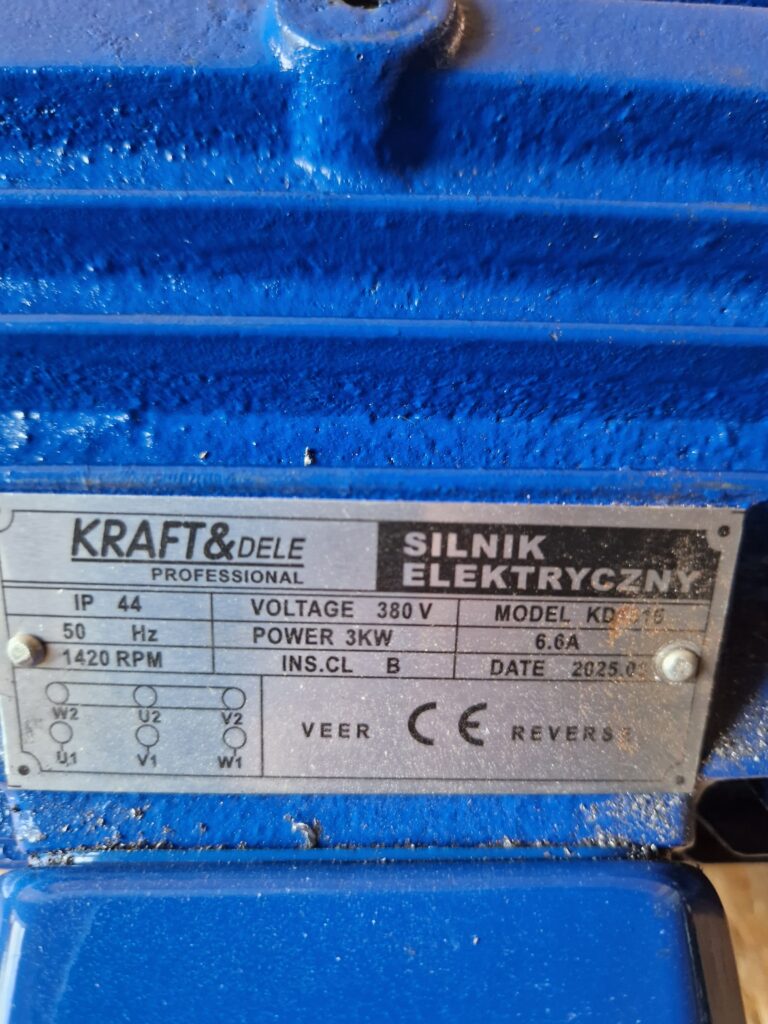 KRAFT&DELE
PROFESSIONAL
SILNIK
ELEKTRYCZNY
IP 44 VOLTAGE 380 V MODEL
50 Hz POWER 3KW 6.6A
1420 RPM INS.CL B DATE
W2 U2 V2
U1 V1 W1
VEER CE REVERSE